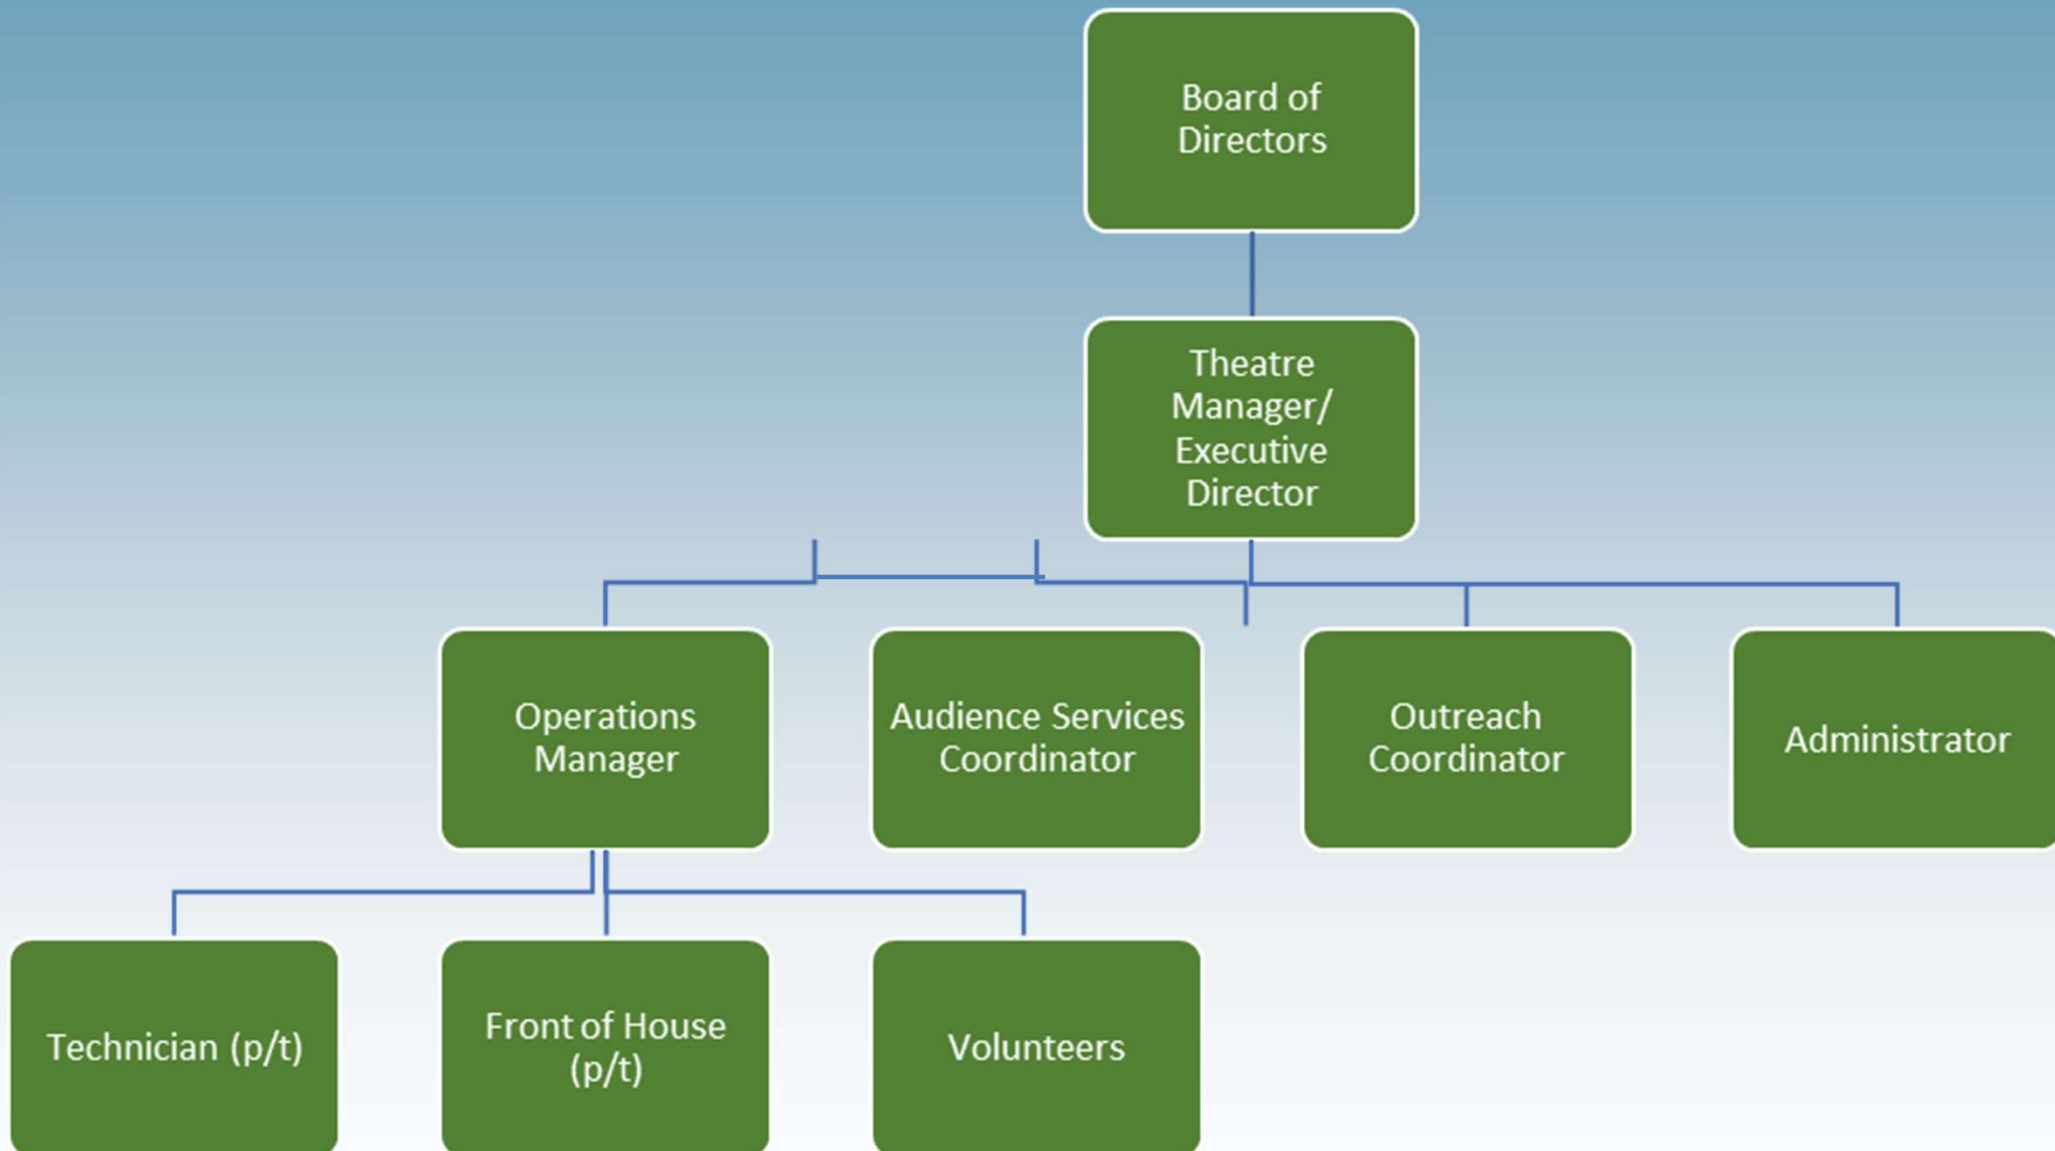 Board of
Directors
Theatre
Manager/
Executive
Director
Operations
Manager
Audience Services
Coordinator
Outreach
Coordinator
Administrator
Technician (p/t)
Front of House
(p/t)
Volunteers